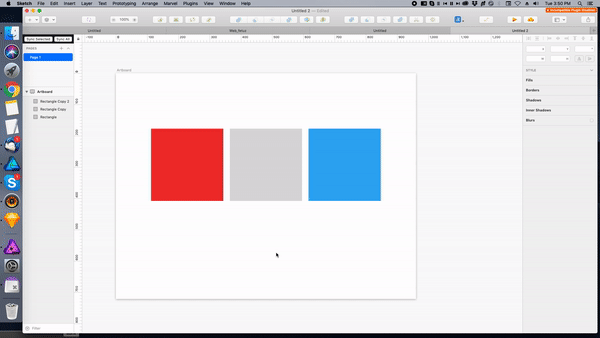 Sketch File Edit Insert Layer Text Prototyping Arrange Marvel Plugins View Window Help
Tue 3:50 PM
Untitled 2 — Edited
100%
Sync Selected Sync All
Untitled Untitled Untitled 2
PAGES
Page 1
Artboard
Rectangle Copy 2
Rectangle Copy
Rectangle
Artboard
STYLE
Fills
Borders
Shadows
Inner Shadows
Blurs
Filter